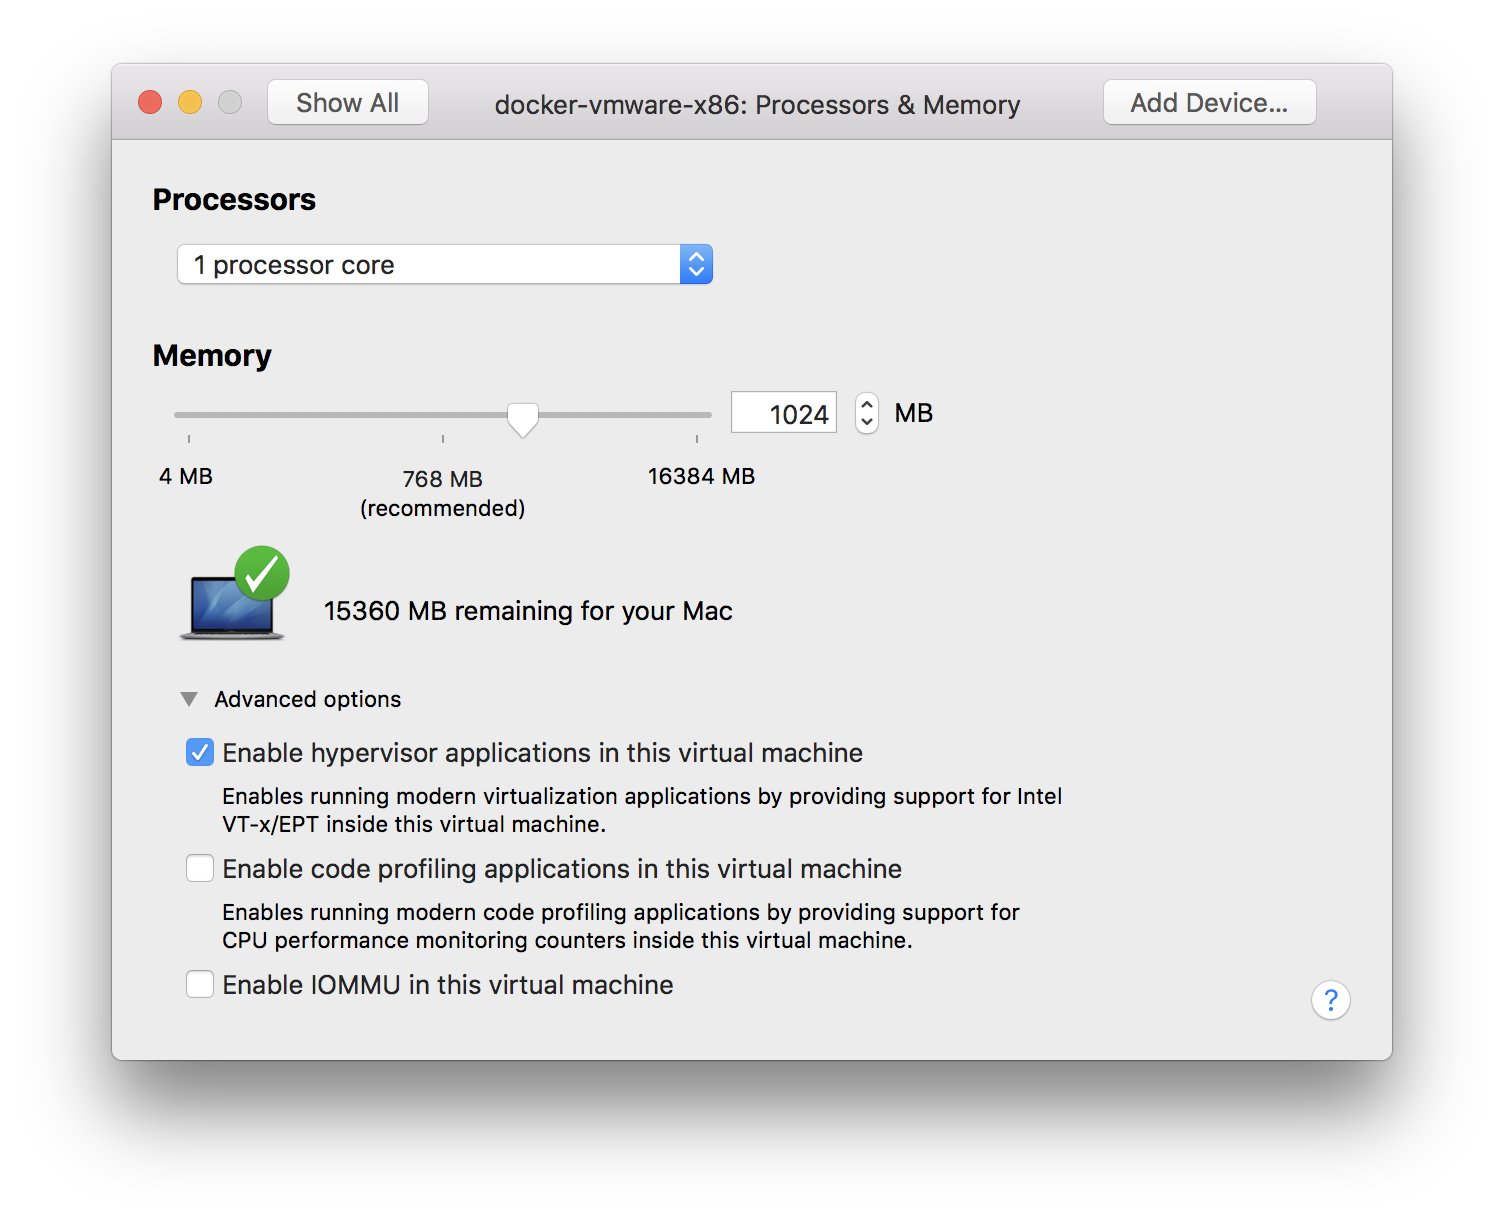 Show All
docker-vmware-x86: Processors & Memory
Add Device...
Processors
1 processor core
Memory
1024
MB
4 MB
768 MB
(recommended)
16384 MB
15360 MB remaining for your Mac
Advanced options
Enable hypervisor applications in this virtual machine
Enables running modern virtualization applications by providing support for Intel
VT-x/EPT inside this virtual machine.
Enable code profiling applications in this virtual machine
Enables running modern code profiling applications by providing support for
CPU performance monitoring counters inside this virtual machine.
Enable IOMMU in this virtual machine
?